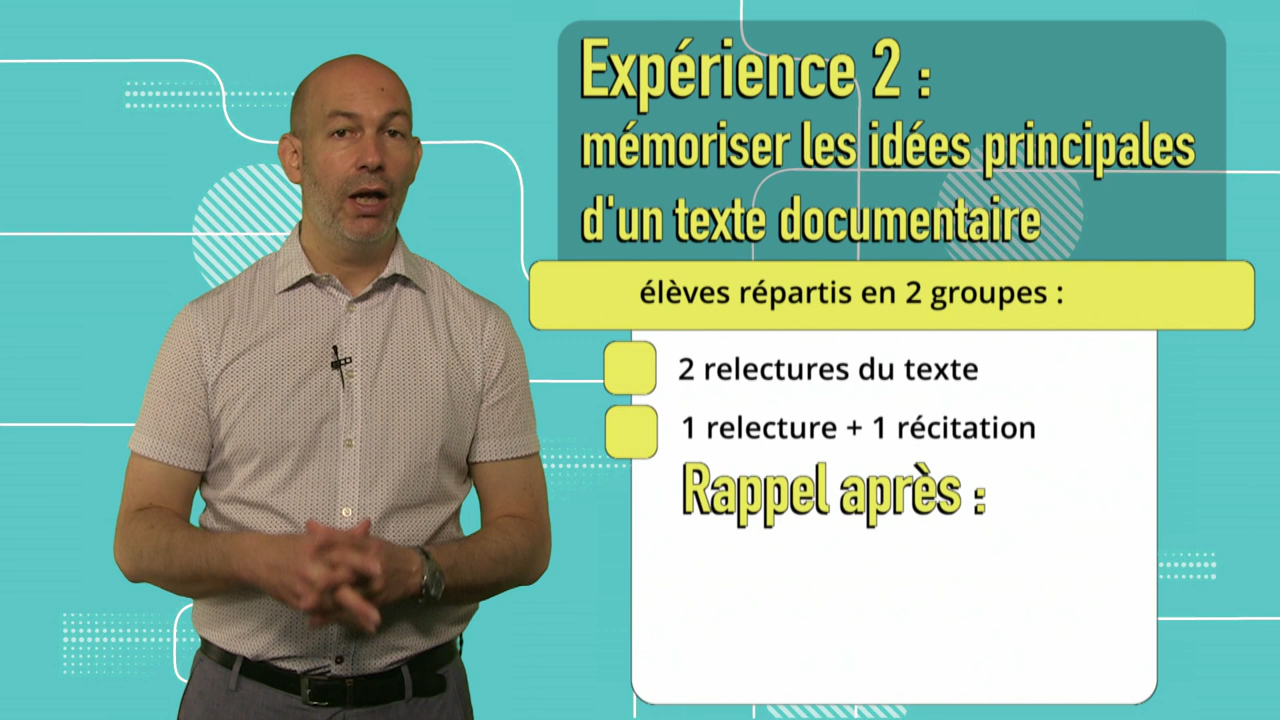 Expérience 2 :
mémoriser les idées principales
d'un texte documentaire
élèves répartis en 2 groupes :
2 relectures du texte
1 relecture + 1 récitation
Rappel après :